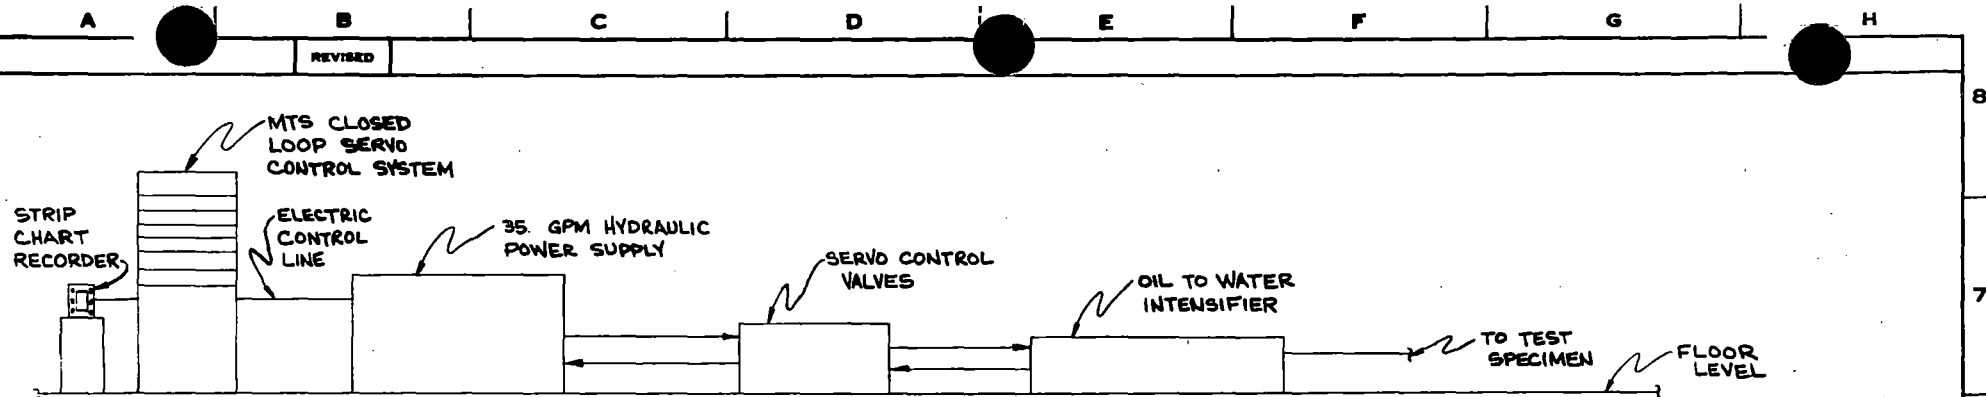 A B C D E F G H
REVISED
8
MTS CLOSED
LOOP SERVO
CONTROL SYSTEM
STRIP
CHART
RECORDER
ELECTRIC
CONTROL
LINE
35. GPM HYDRAULIC
POWER SUPPLY
SERVO CONTROL
VALVES
OIL TO WATER
INTENSIFIER
7
TO TEST
SPECIMEN
FLOOR
LEVEL